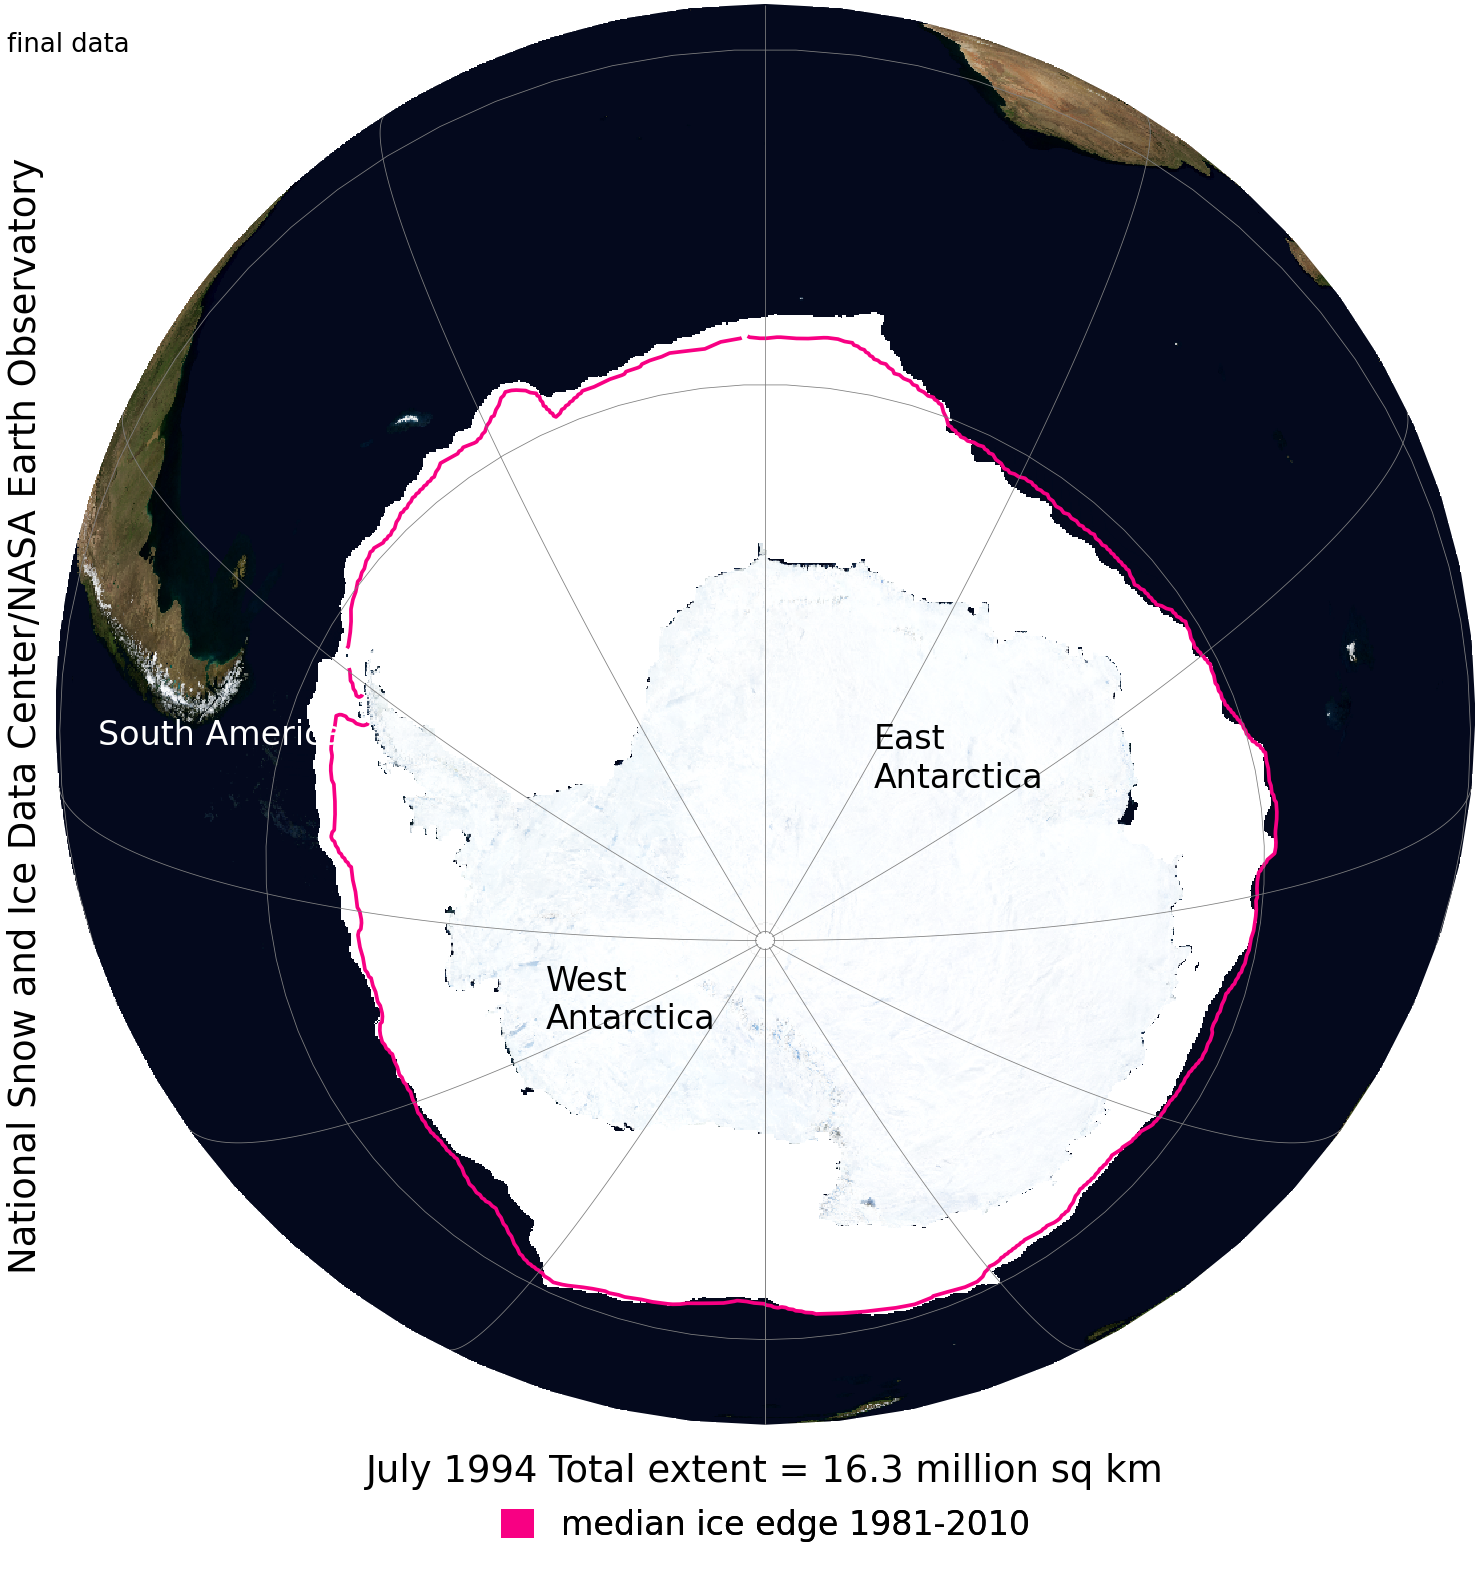 final data
National Snow and Ice Data Center/NASA Earth Observatory
South America
East
Antarctica
West
Antarctica
July 1994 Total extent = 16.3 million sq km
median ice edge 1981-2010